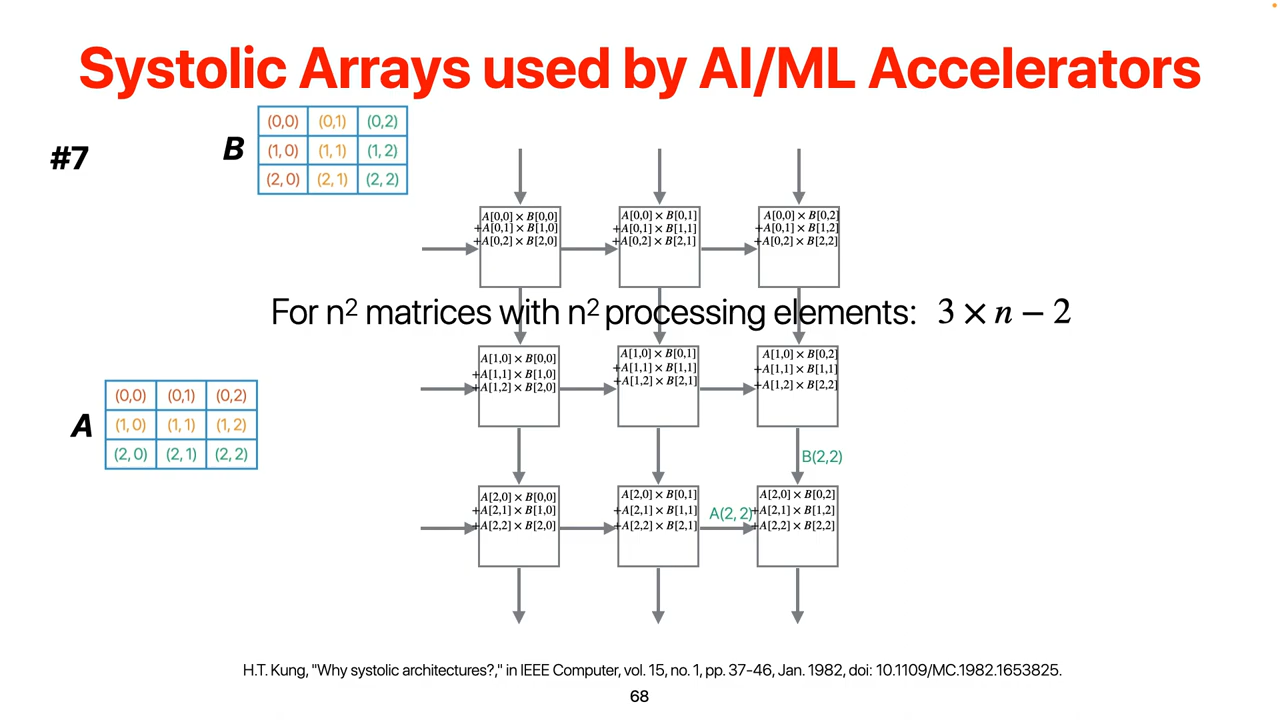 Systolic Arrays used by AI/ML Accelerators
#7
B
(0,0) (0,1) (0,2)
(1, 0) (1, 1) (1, 2)
(2, 0) (2, 1) (2, 2)
A[0,0] × B[0,0]
+A[0,1] × B[1,0]
+A[0,2] × B[2,0]
A[0,0] × B[0,1]
+A[0,1] × B[1,1]
+A[0,2] × B[2,1]
A[0,0] × B[0,2]
+A[0,1] × B[1,2]
+A[0,2] × B[2,2]
For n² matrices with n² processing elements: 3 × n − 2
A[1,0] × B[0,0]
+A[1,1] × B[1,0]
+A[1,2] × B[2,0]
A[1,0] × B[0,1]
+A[1,1] × B[1,1]
+A[1,2] × B[2,1]
A[1,0] × B[0,2]
+A[1,1] × B[1,1]
+A[1,2] × B[2,2]
A
(0,0) (0,1) (0,2)
(1, 0) (1, 1) (1, 2)
(2, 0) (2, 1) (2, 2)
B(2,2)
A[2,0] × B[0,0]
+A[2,1] × B[1,0]
+A[2,2] × B[2,0]
A[2,0] × B[0,1]
+A[2,1] × B[1,1]
+A[2,2] × B[2,1]
A(2, 2)
A[2,0] × B[0,2]
+A[2,1] × B[1,2]
+A[2,2] × B[2,2]
H.T. Kung, "Why systolic architectures?," in IEEE Computer, vol. 15, no. 1, pp. 37-46, Jan. 1982, doi: 10.1109/MC.1982.1653825.
68